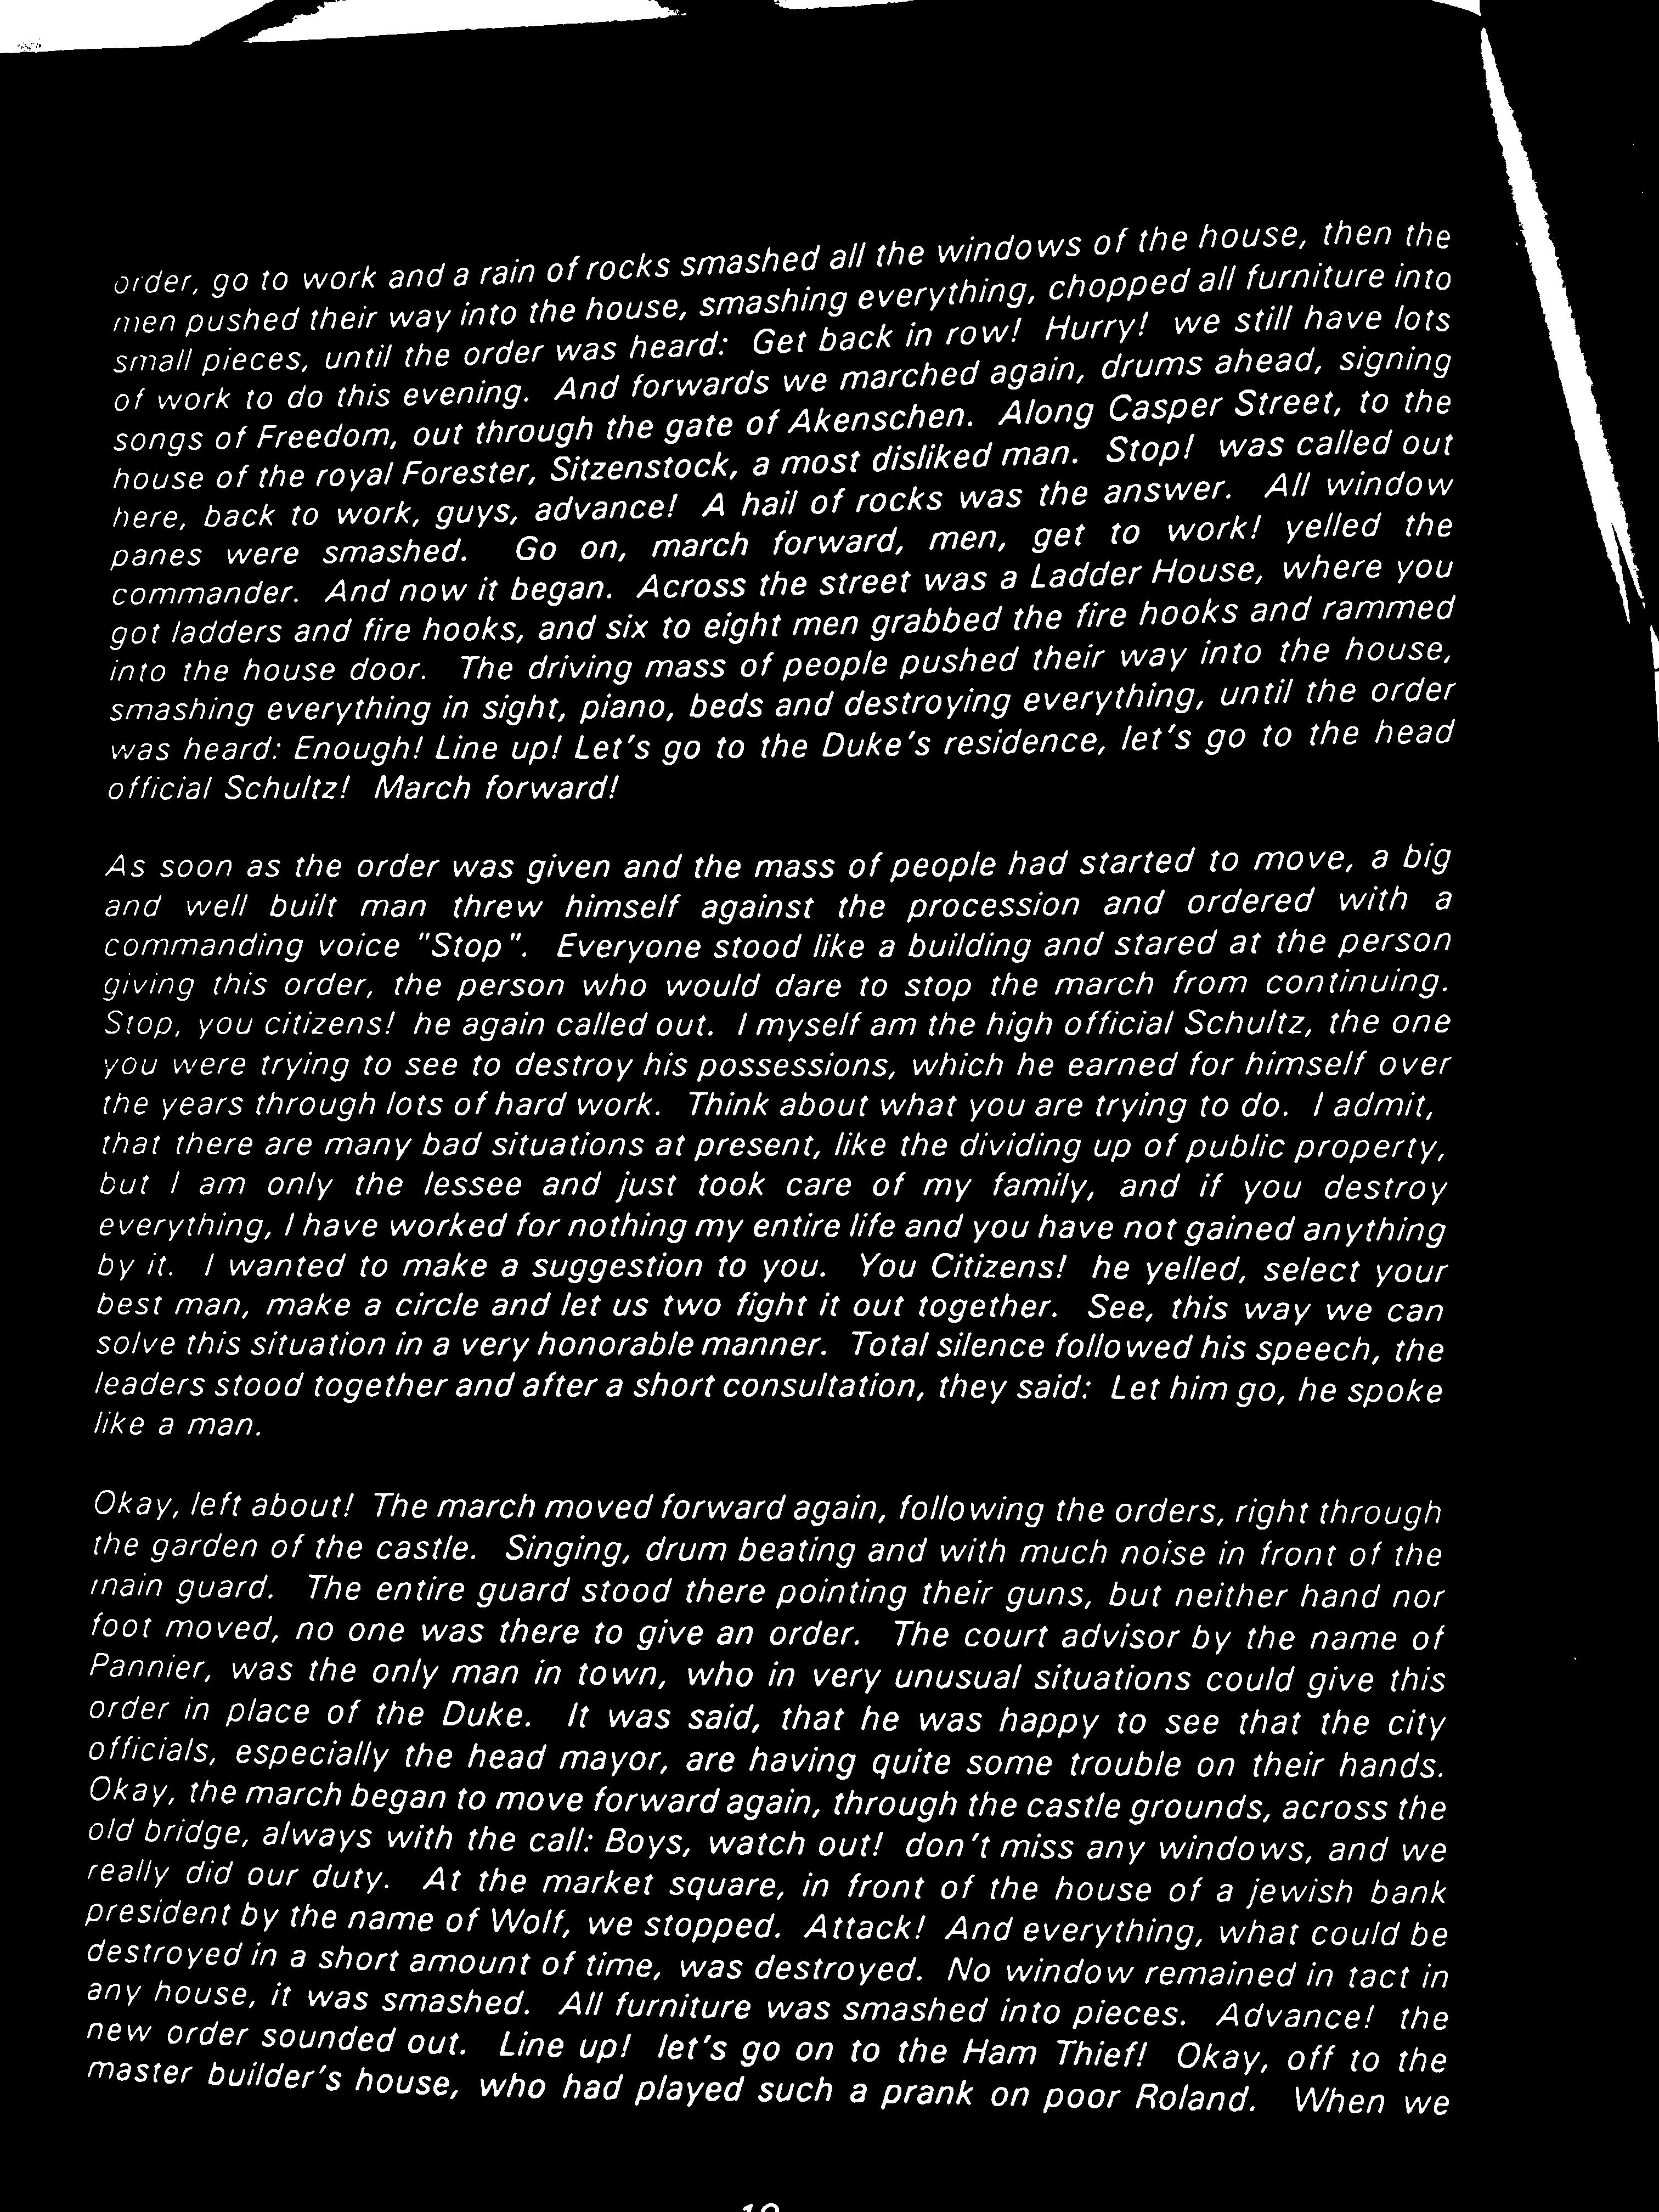 order, go to work and a rain of rocks smashed all the windows of the house, then the
men pushed their way into the house, smashing everything, chopped all furniture into
small pieces, until the order was heard: Get back in row! Hurry! we still have lots
of work to do this evening. And forwards we marched again, drums ahead, signing
songs of Freedom, out through the gate of Akenschen. Along Casper Street, to the
house of the royal Forester, Sitzenstock, a most disliked man. Stop! was called out
here, back to work, guys, advance! A hail of rocks was the answer. All window
panes were smashed. Go on, march forward, men, get to work! yelled the
commander. And now it began. Across the street was a Ladder House, where you
got ladders and fire hooks, and six to eight men grabbed the fire hooks and rammed
into the house door. The driving mass of people pushed their way into the house,
smashing everything in sight, piano, beds and destroying everything, until the order
was heard: Enough! Line up! Let's go to the Duke's residence, let's go to the head
official Schultz! March forward!
As soon as the order was given and the mass of people had started to move, a big
and well built man threw himself against the procession and ordered with a
commanding voice "Stop". Everyone stood like a building and stared at the person
giving this order, the person who would dare to stop the march from continuing.
Stop, you citizens! he again called out. I myself am the high official Schultz, the one
you were trying to see to destroy his possessions, which he earned for himself over
the years through lots of hard work. Think about what you are trying to do. I admit,
that there are many bad situations at present, like the dividing up of public property,
but I am only the lessee and just took care of my family, and if you destroy
everything, I have worked for nothing my entire life and you have not gained anything
by it. I wanted to make a suggestion to you. You Citizens! he yelled, select your
best man, make a circle and let us two fight it out together. See, this way we can
solve this situation in a very honorable manner. Total silence followed his speech, the
leaders stood together and after a short consultation, they said: Let him go, he spoke
like a man.
Okay, left about! The march moved forward again, following the orders, right through
the garden of the castle. Singing, drum beating and with much noise in front of the
main guard. The entire guard stood there pointing their guns, but neither hand nor
foot moved, no one was there to give an order. The court advisor by the name of
Pannier, was the only man in town, who in very unusual situations could give this
order in place of the Duke. It was said, that he was happy to see that the city
officials, especially the head mayor, are having quite some trouble on their hands.
Okay, the march began to move forward again, through the castle grounds, across the
old bridge, always with the call: Boys, watch out! don't miss any windows, and we
really did our duty. At the market square, in front of the house of a jewish bank
president by the name of Wolf, we stopped. Attack! And everything, what could be
destroyed in a short amount of time, was destroyed. No window remained in tact in
any house, it was smashed. All furniture was smashed into pieces. Advance! the
new order sounded out. Line up! let's go on to the Ham Thief! Okay, off to the
master builder's house, who had played such a prank on poor Roland. When we